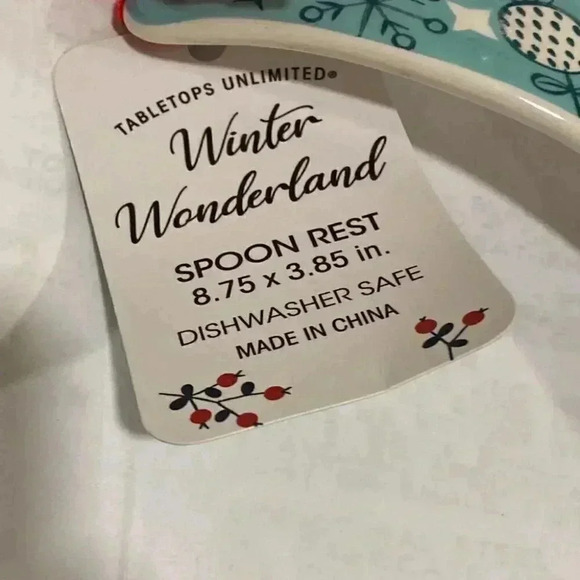 TABLETOPS UNLIMITED®
Winter
Wonderland
SPOON REST
8.75 x 3.85 in.
DISHWASHER SAFE
MADE IN CHINA